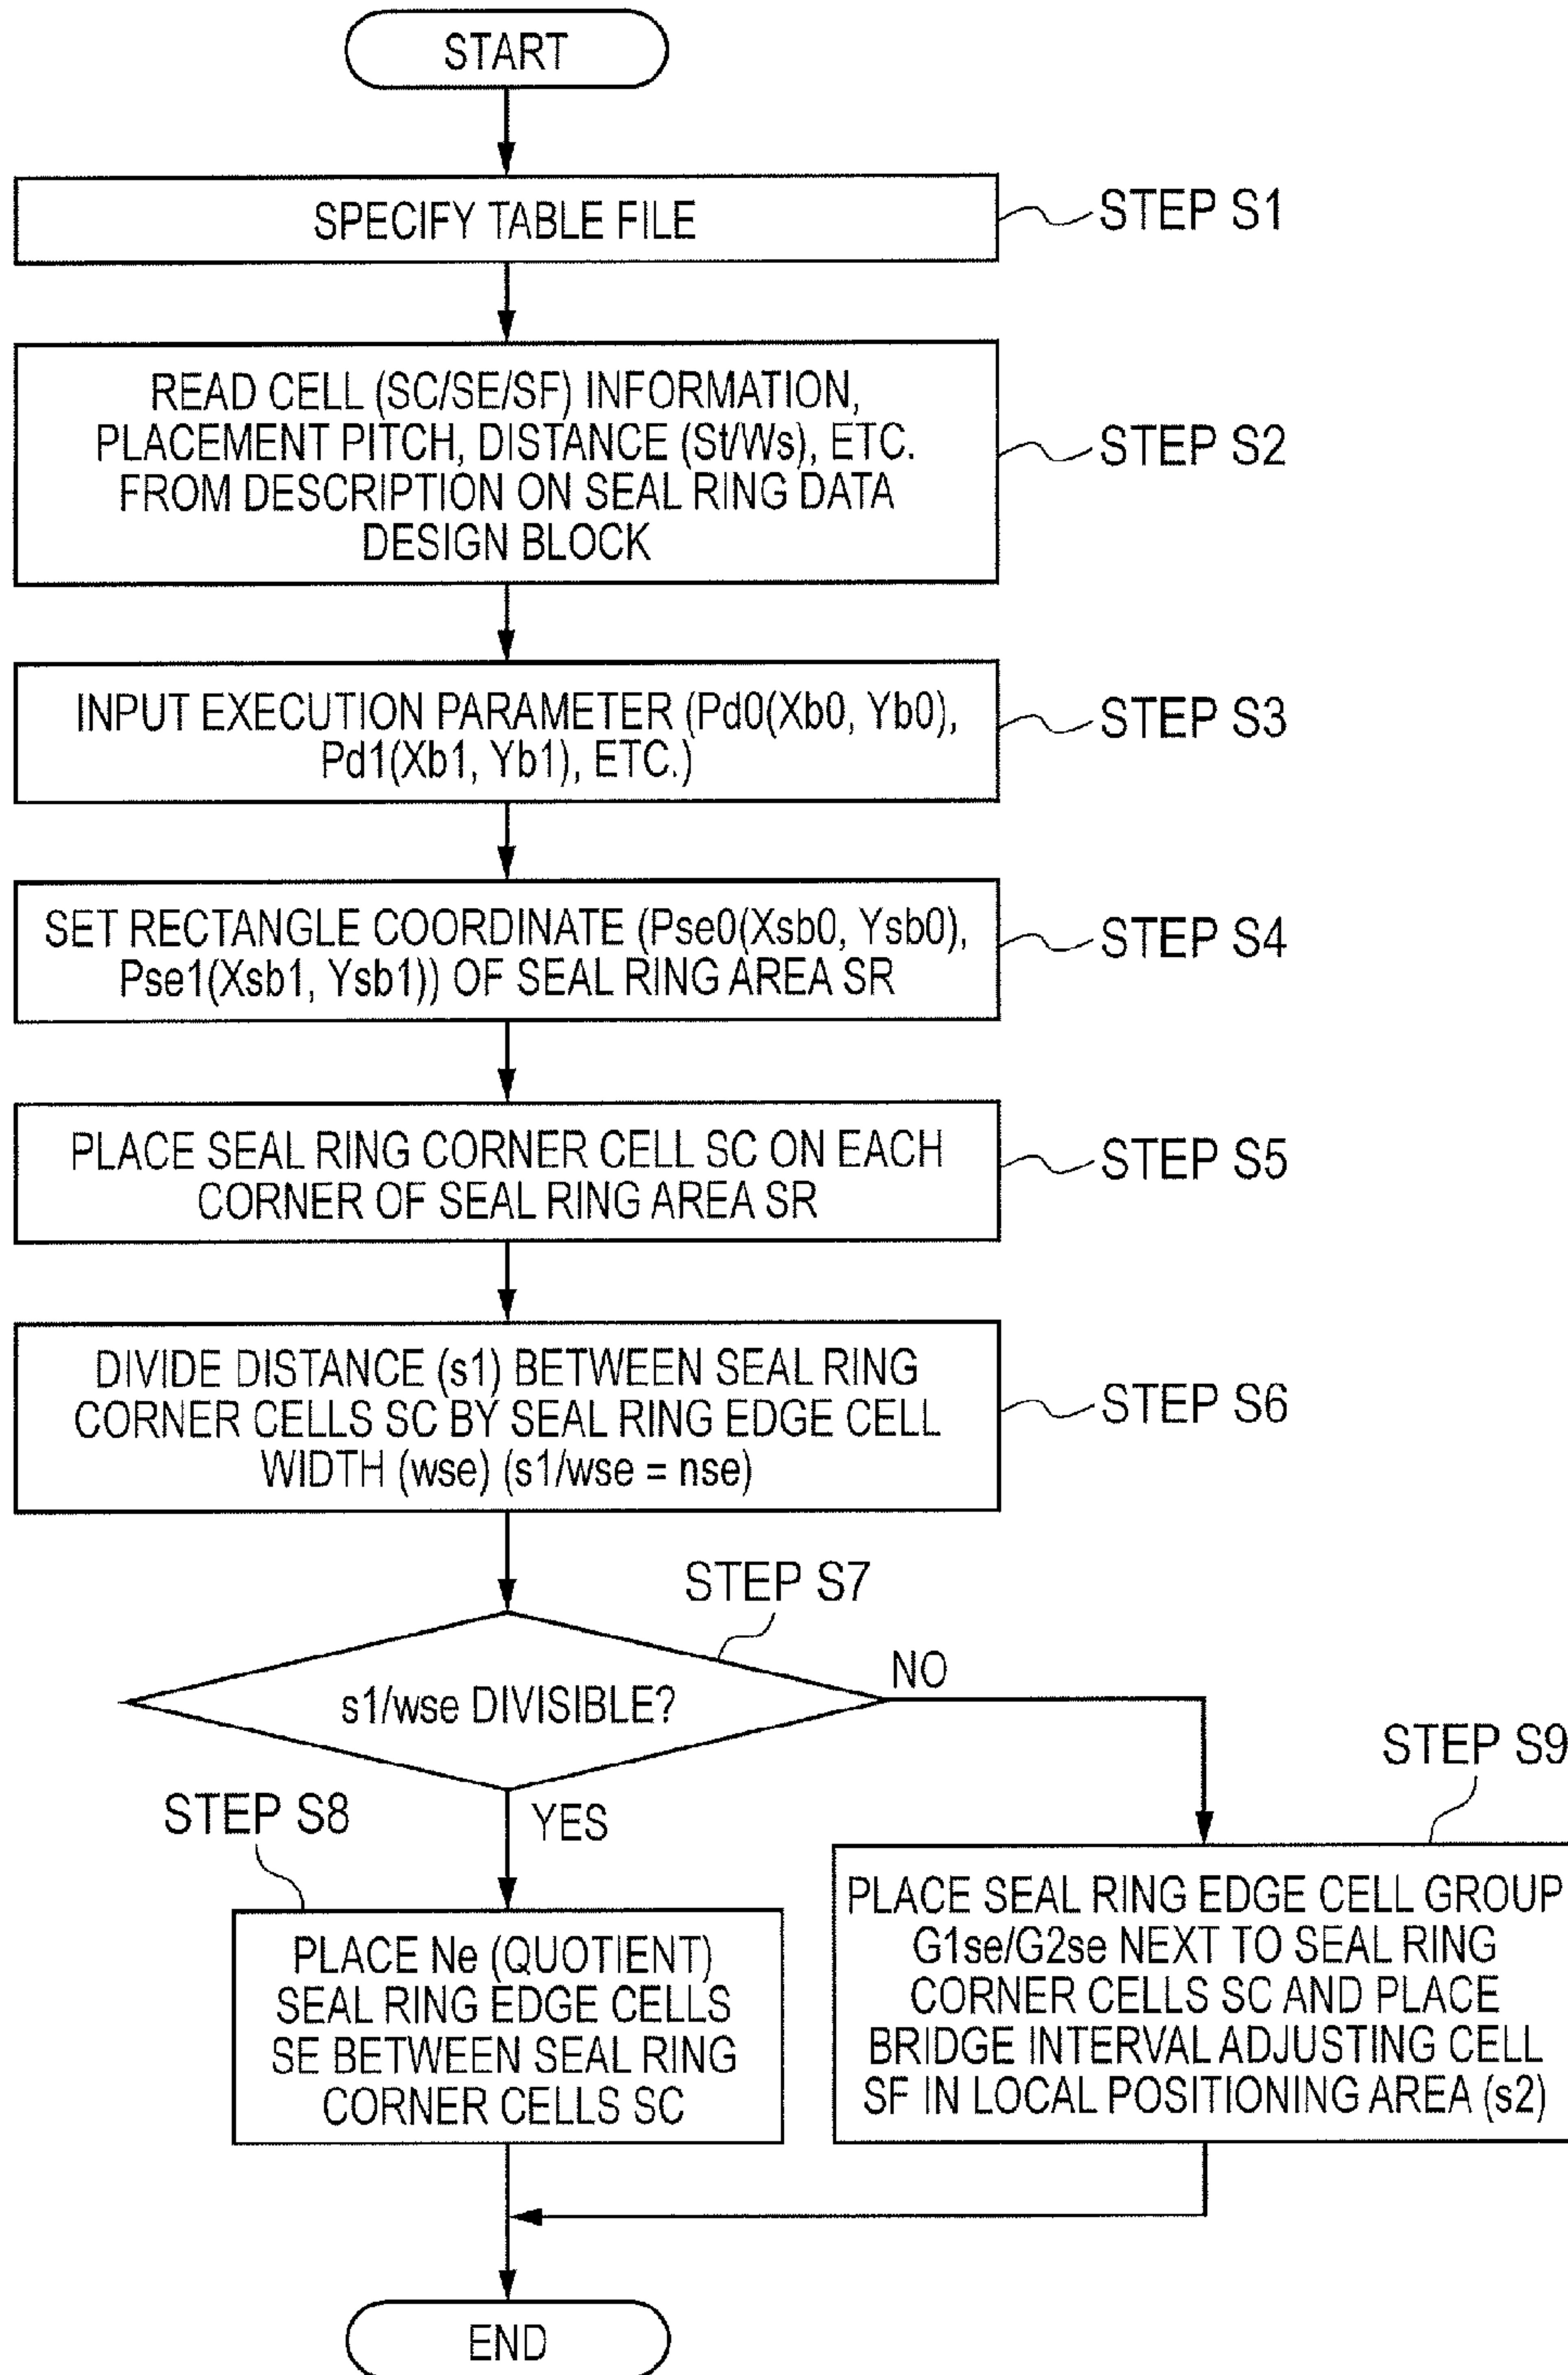 START
SPECIFY TABLE FILE
STEP S1
READ CELL (SC/SE/SF) INFORMATION,
PLACEMENT PITCH, DISTANCE (St/Ws), ETC.
FROM DESCRIPTION ON SEAL RING DATA
DESIGN BLOCK
STEP S2
INPUT EXECUTION PARAMETER (Pd0(Xb0, Yb0),
Pd1(Xb1, Yb1), ETC.)
STEP S3
SET RECTANGLE COORDINATE (Pse0(Xsb0, Ysb0),
Pse1(Xsb1, Ysb1)) OF SEAL RING AREA SR
STEP S4
PLACE SEAL RING CORNER CELL SC ON EACH
CORNER OF SEAL RING AREA SR
STEP S5
DIVIDE DISTANCE (s1) BETWEEN SEAL RING
CORNER CELLS SC BY SEAL RING EDGE CELL
WIDTH (wse) (s1/wse = nse)
STEP S6
STEP S7
s1/wse DIVISIBLE?
NO
YES
STEP S8
PLACE Ne (QUOTIENT)
SEAL RING EDGE CELLS
SE BETWEEN SEAL RING
CORNER CELLS SC
STEP S9
PLACE SEAL RING EDGE CELL GROUP
G1se/G2se NEXT TO SEAL RING
CORNER CELLS SC AND PLACE
BRIDGE INTERVAL ADJUSTING CELL
SF IN LOCAL POSITIONING AREA (s2)
END